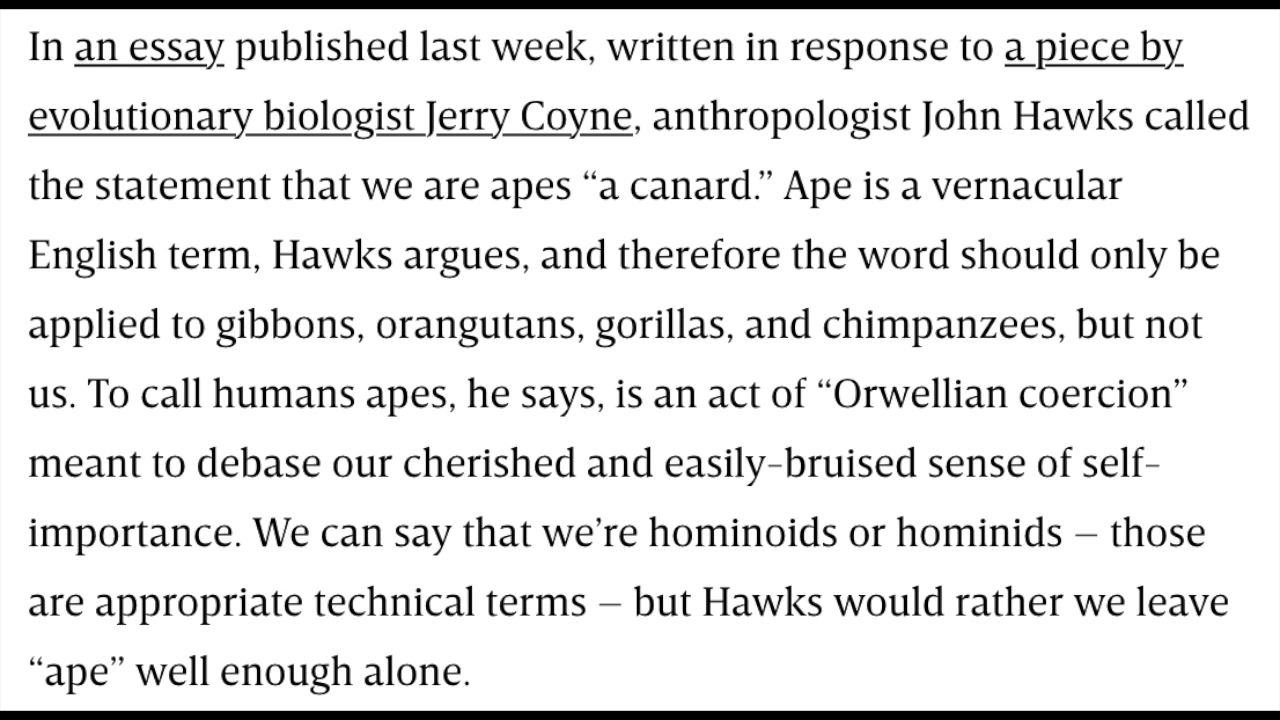 In an essay published last week, written in response to a piece by
evolutionary biologist Jerry Coyne, anthropologist John Hawks called
the statement that we are apes “a canard.” Ape is a vernacular
English term, Hawks argues, and therefore the word should only be
applied to gibbons, orangutans, gorillas, and chimpanzees, but not
us. To call humans apes, he says, is an act of “Orwellian coercion”
meant to debase our cherished and easily-bruised sense of self-
importance. We can say that we’re hominoids or hominids – those
are appropriate technical terms – but Hawks would rather we leave
“ape” well enough alone.